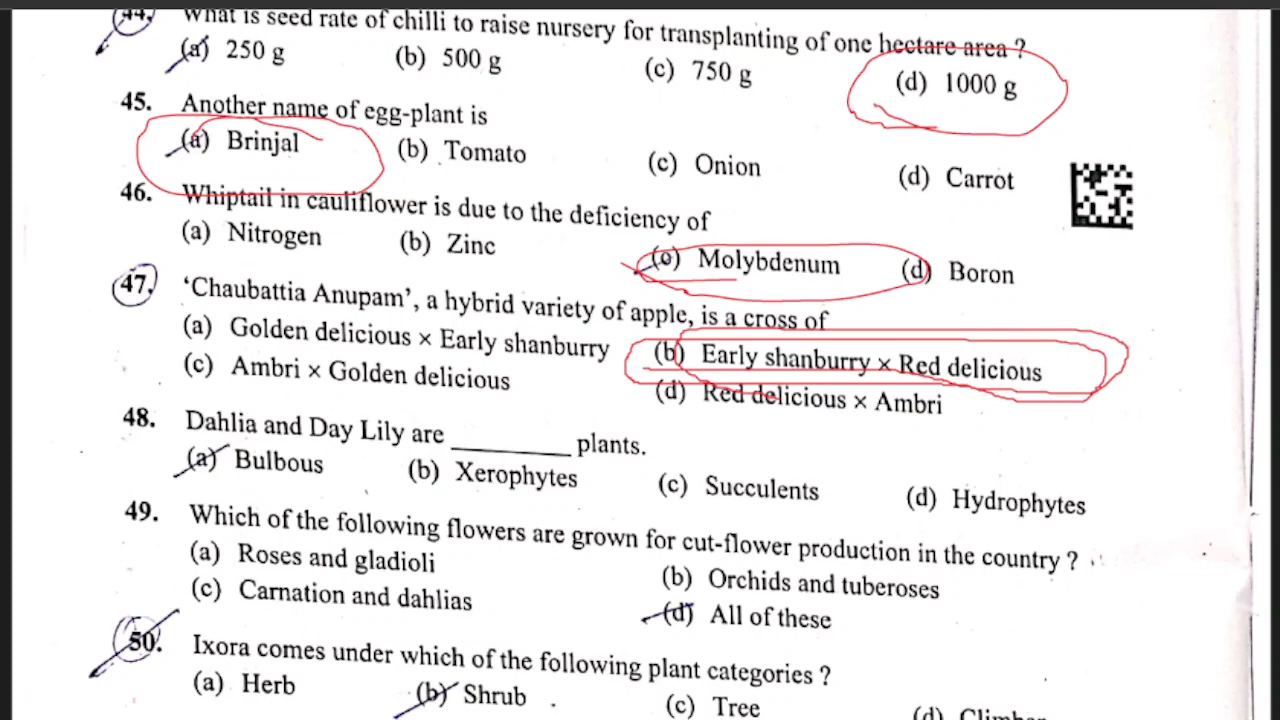 44. What is seed rate of chilli to raise nursery for transplanting of one hectare area ?
(a) 250 g (b) 500 g (c) 750 g (d) 1000 g
45. Another name of egg-plant is
(a) Brinjal (b) Tomato (c) Onion (d) Carrot
46. Whiptail in cauliflower is due to the deficiency of
(a) Nitrogen (b) Zinc (c) Molybdenum (d) Boron
47. ‘Chaubattia Anupam’, a hybrid variety of apple, is a cross of
(a) Golden delicious × Early shanburry (b) Early shanburry × Red delicious
(c) Ambri × Golden delicious (d) Red delicious × Ambri
48. Dahlia and Day Lily are ________ plants.
(a) Bulbous (b) Xerophytes (c) Succulents (d) Hydrophytes
49. Which of the following flowers are grown for cut-flower production in the country ?
(a) Roses and gladioli (b) Orchids and tuberoses
(c) Carnation and dahlias (d) All of these
50. Ixora comes under which of the following plant categories ?
(a) Herb (b) Shrub (c) Tree (d) Climber